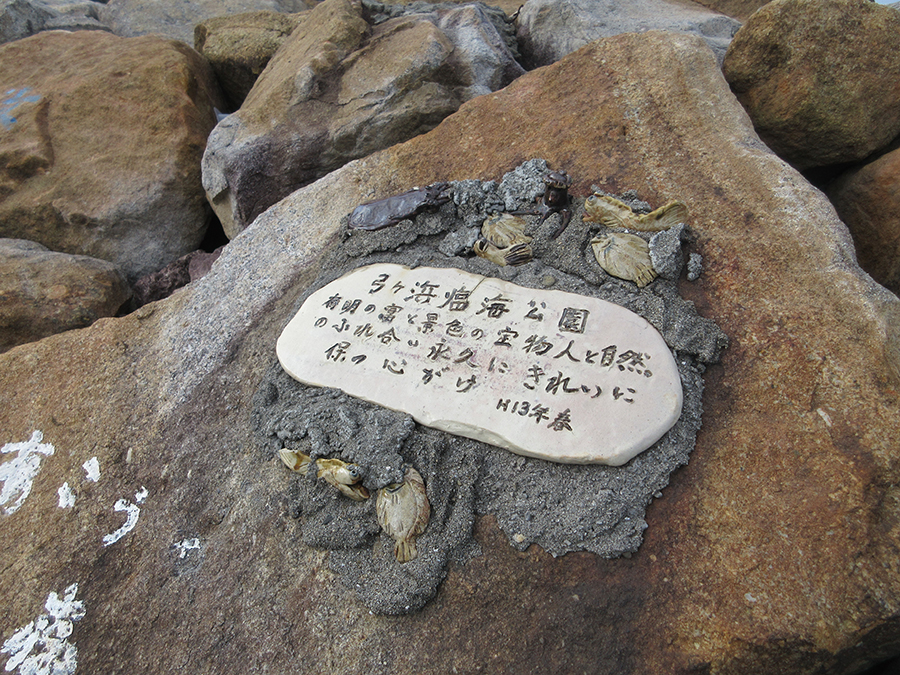 弓ヶ浜臨海公園
有明の富と景色の宝物人と自然
のふれ合い永久にきれいに
保つ心がけ
H13年春